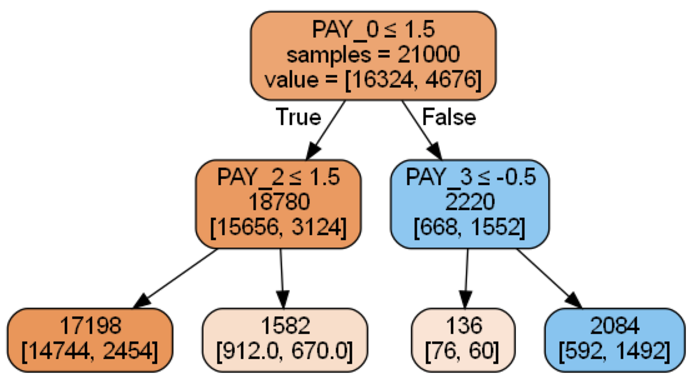 PAY_0 ≤ 1.5
samples = 21000
value = [16324, 4676]
True
False
PAY_2 ≤ 1.5
18780
[15656, 3124]
PAY_3 ≤ -0.5
2220
[668, 1552]
17198
[14744, 2454]
1582
[912.0, 670.0]
136
[76, 60]
2084
[592, 1492]